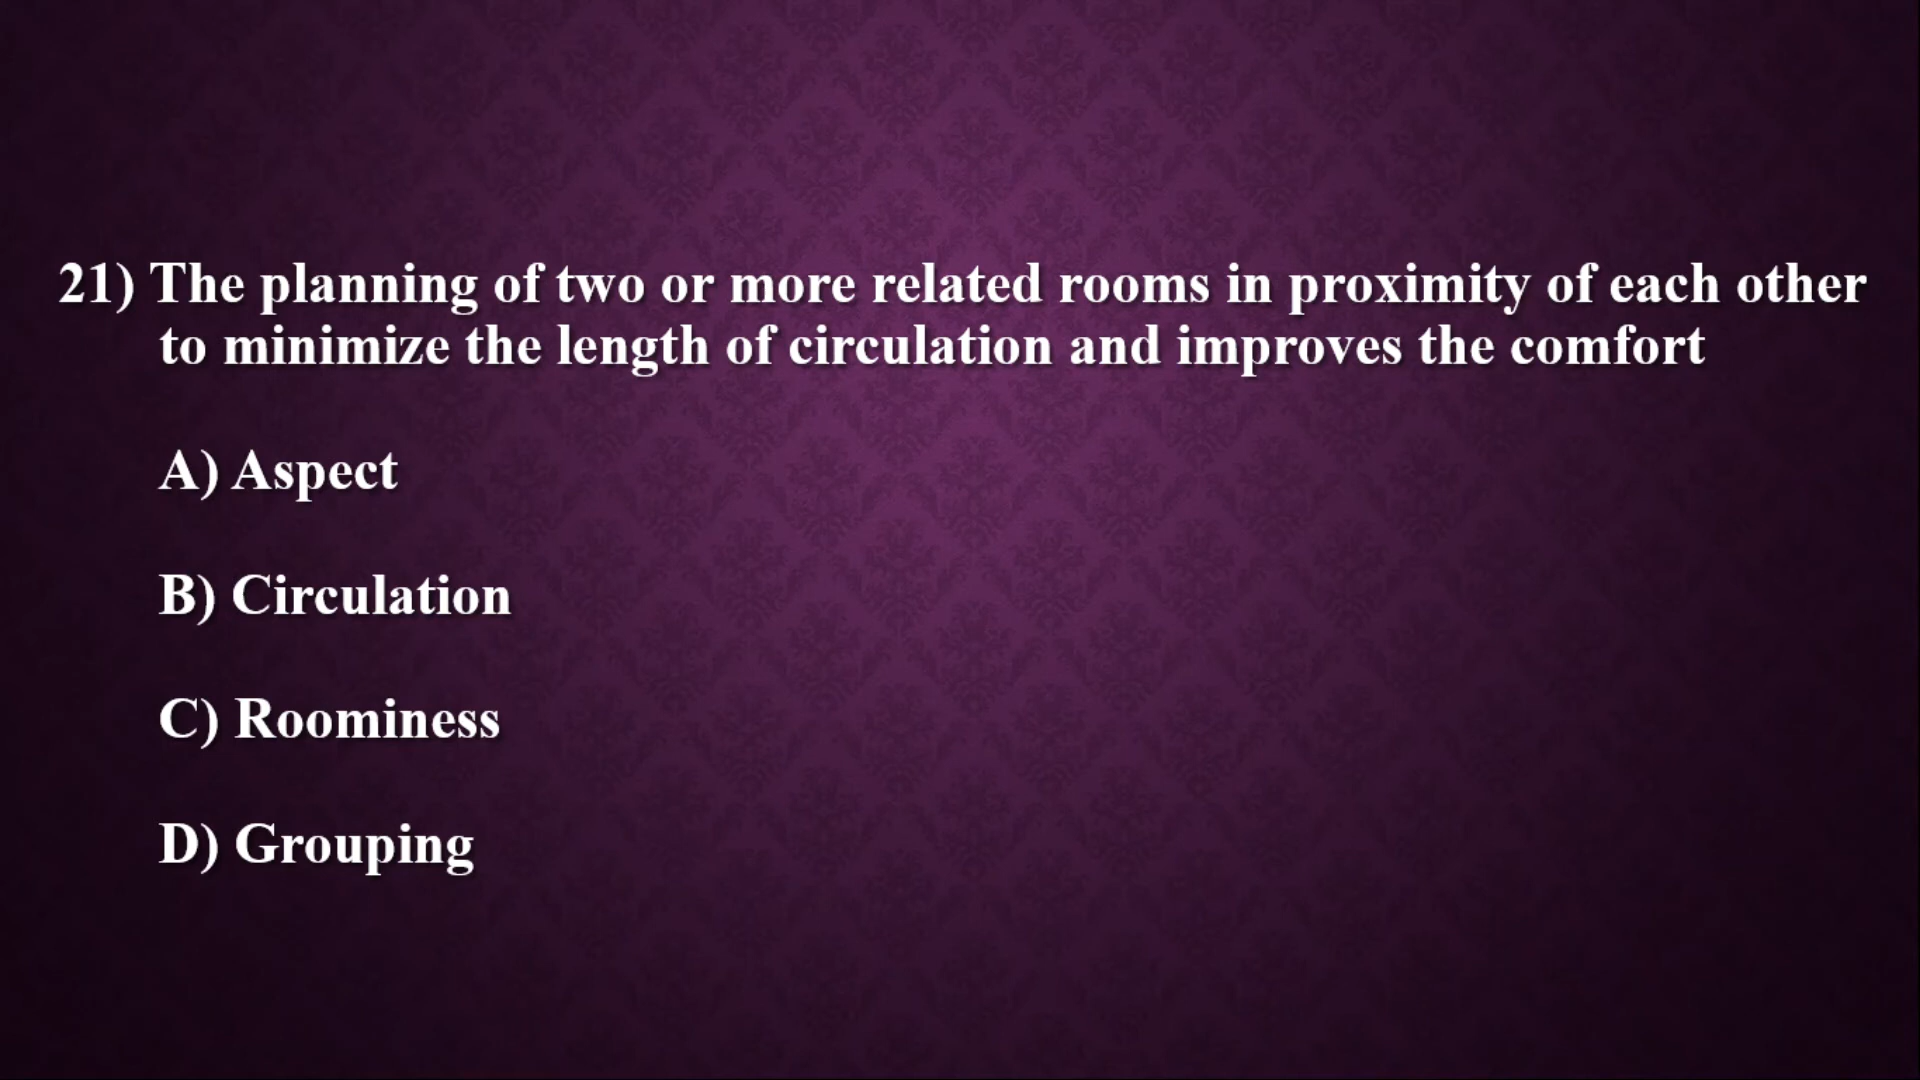 21) The planning of two or more related rooms in proximity of each other
to minimize the length of circulation and improves the comfort
A) Aspect
B) Circulation
C) Roominess
D) Grouping